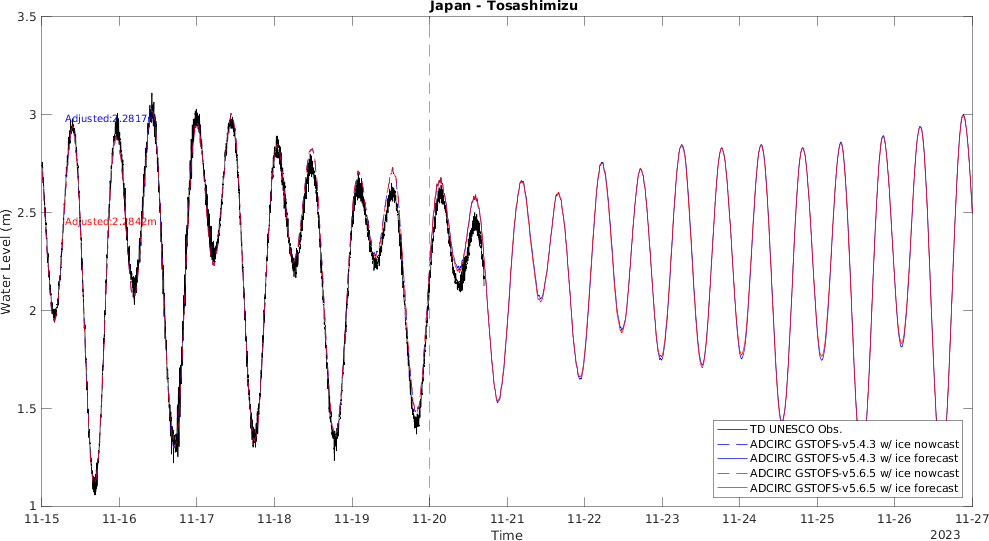 Japan - Tosashimizu
3.5
3
2.5
2
1.5
1
Water Level (m)
Adjusted:2.2817m
Adjusted:2.2842m
TD UNESCO Obs.
ADCIRC GSTOFS-v5.4.3 w/ ice nowcast
ADCIRC GSTOFS-v5.4.3 w/ ice forecast
ADCIRC GSTOFS-v5.6.5 w/ ice nowcast
ADCIRC GSTOFS-v5.6.5 w/ ice forecast
11-15 11-16 11-17 11-18 11-19 11-20 11-21 11-22 11-23 11-24 11-25 11-26 11-27
Time
2023